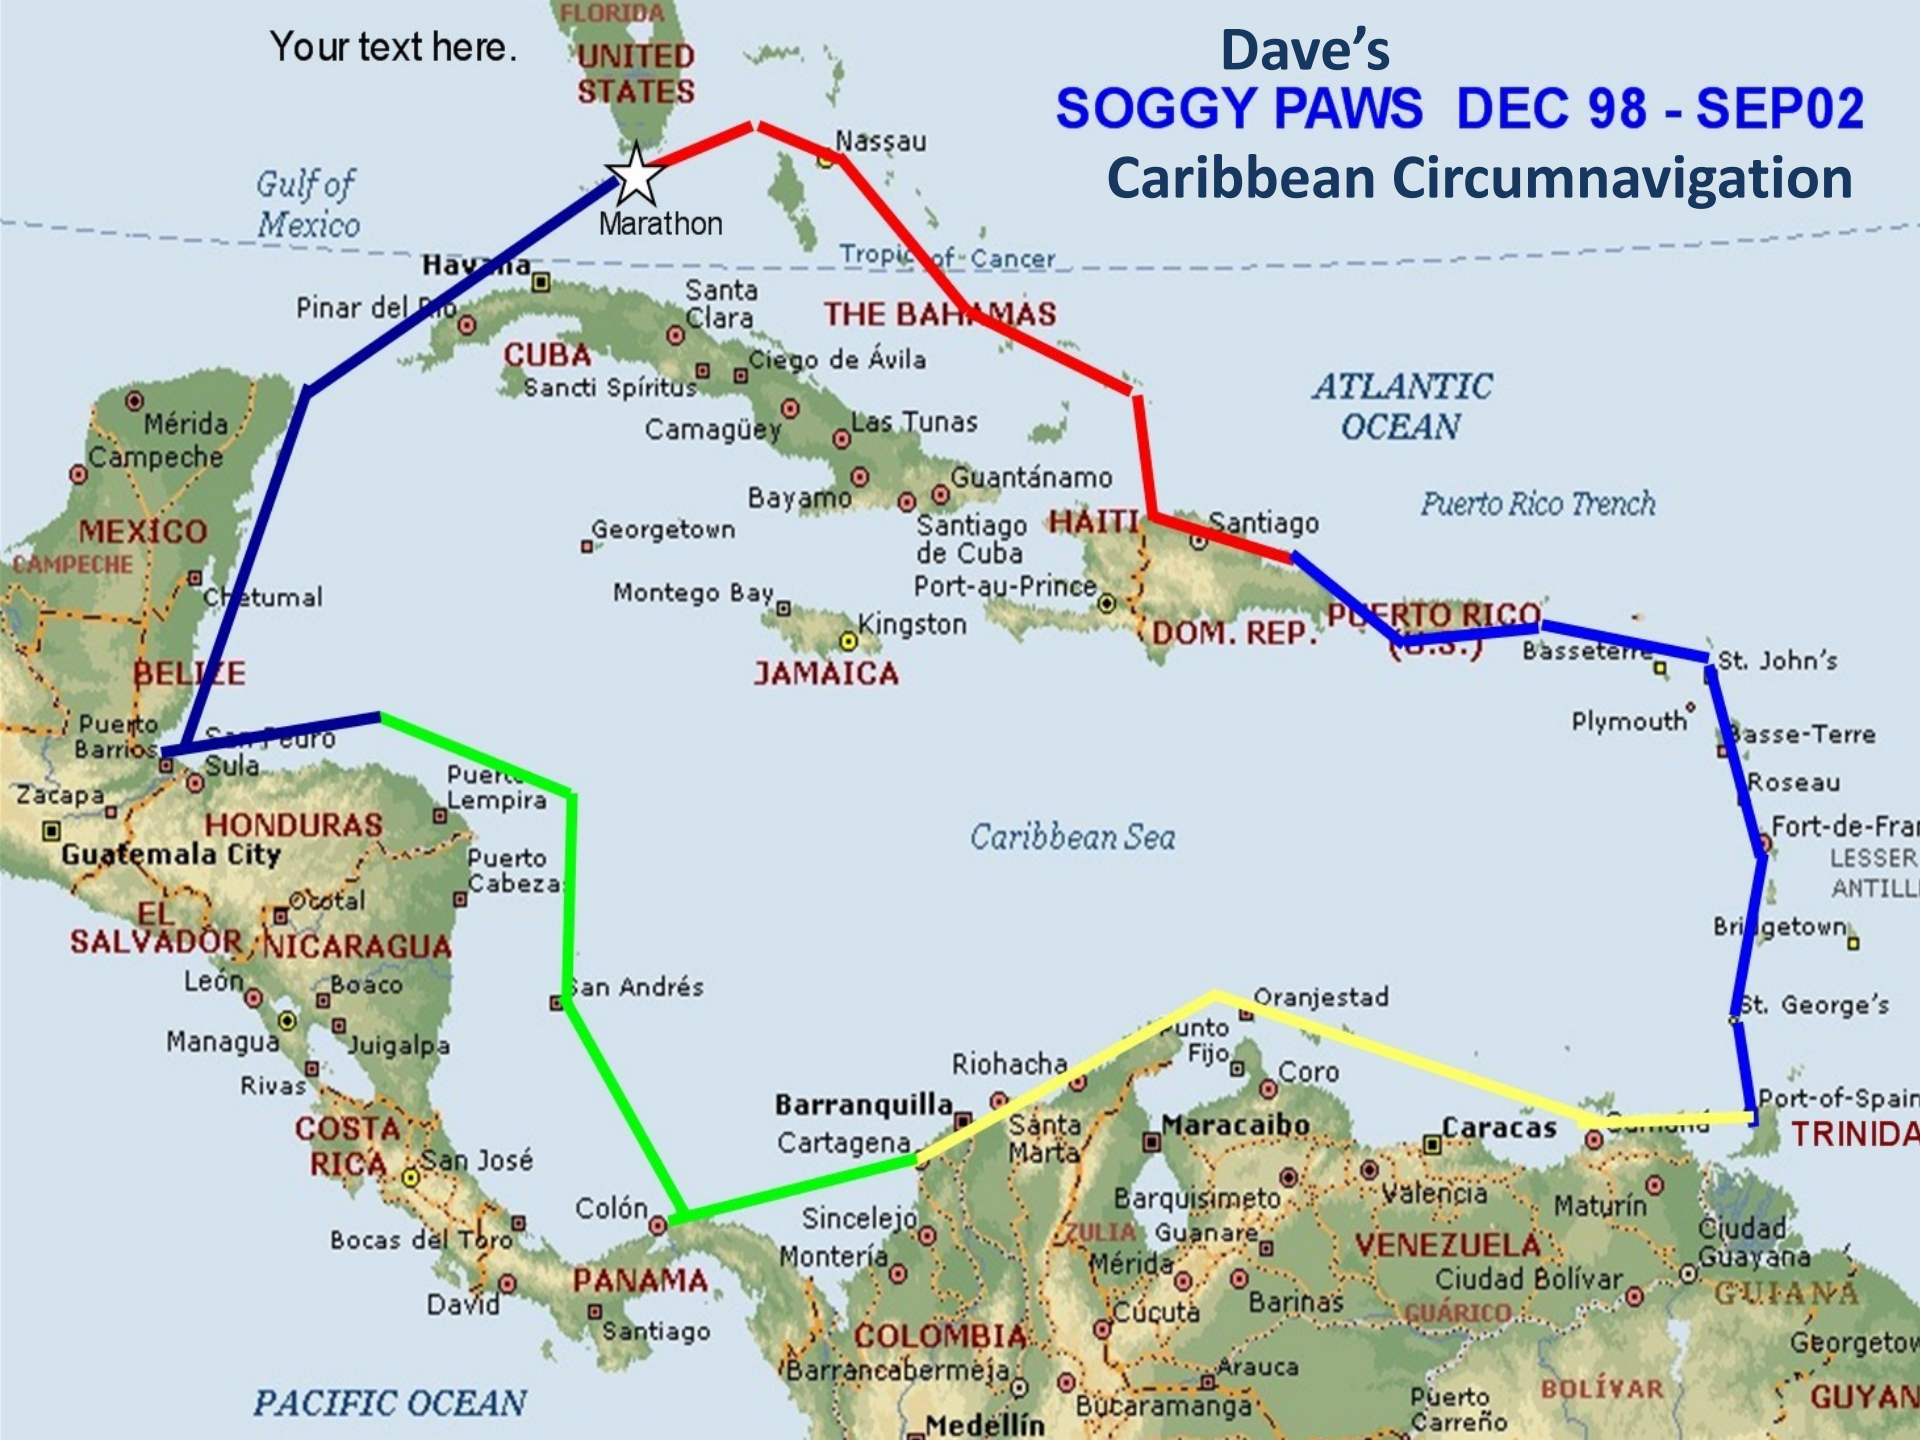 FLORIDA
Your text here.
UNITED
STATES
Dave's
SOGGY PAWS DEC 98 - SEP02
Caribbean Circumnavigation
Nassau
Gulf of
Mexico
Marathon
Tropic of Cancer
Havana
Pinar del Río
Santa
Clara
THE BAHAMAS
CUBA
Ciego de Ávila
Sancti Spíritus
ATLANTIC
OCEAN
Mérida
Campeche
Camagüey
Las Tunas
Guantánamo
Bayamo
Puerto Rico Trench
MEXICO
CAMPECHE
Georgetown
Santiago
de Cuba
HAITI
Santiago
Chetumal
Montego Bay
Port-au-Prince
Kingston
DOM. REP.
PUERTO RICO
(U.S.)
BELIZE
JAMAICA
Basseterre
St. John's
Plymouth
Puerto
Barrios
San Pedro
Sula
Basse-Terre
Puerto
Lempira
Roseau
Zacapa
HONDURAS
Caribbean Sea
Fort-de-Fran
LESSER
ANTILL
Guatemala City
Puerto
Cabezas
Ocotal
EL
SALVADOR
NICARAGUA
Bridgetown
León
Boaco
San Andrés
Oranjestad
St. George's
Managua
Juigalpa
Punto
Fijo
Rivas
Riohacha
Coro
Barranquilla
Santa
Marta
Maracaibo
Caracas
Cumaná
Port-of-Spain
TRINIDA
COSTA
RICA
San José
Cartagena
Colón
Sincelejo
Barquisimeto
Valencia
Maturín
Bocas del Toro
Montería
ZULIA
Guanare
VENEZUELA
Ciudad
Guayana
PANAMA
Mérida
Ciudad Bolívar
GUIANA
David
Santiago
Cúcuta
Barinas
GUÁRICO
COLOMBIA
Georgetow
Barrancabermeja
Arauca
PACIFIC OCEAN
Bucaramanga
Puerto
Carreño
BOLÍVAR
GUYAN
Medellín